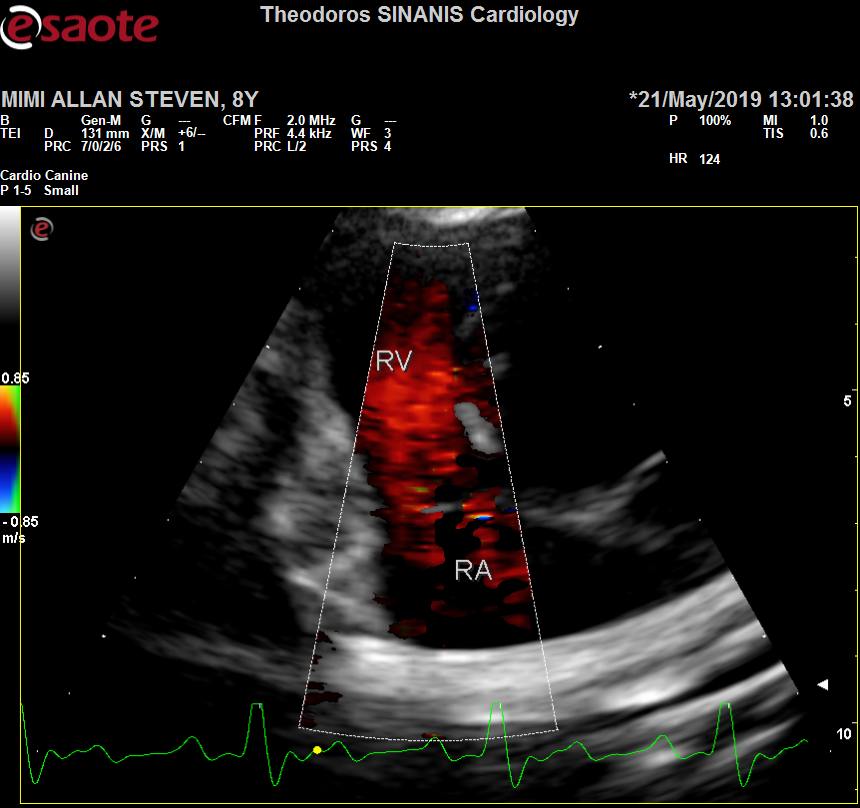 esaote
Theodoros SINANIS Cardiology
MIMI ALLAN STEVEN, 8Y *21/May/2019 13:01:38
B Gen-M G --- CFM F 2.0 MHz G --- P 100% MI 1.0
TEI D 131 mm X/M +6/-- PRF 4.4 kHz WF 3 TIS 0.6
PRC 7/0/2/6 PRS 1 PRC L/2 PRS 4
HR 124
Cardio Canine
P 1-5 Small
e
RV
0.85
5
-0.85
m/s
RA
10